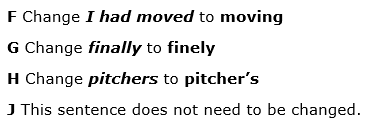 F Change I had moved to moving
G Change finally to finely
H Change pitchers to pitcher’s
J This sentence does not need to be changed.